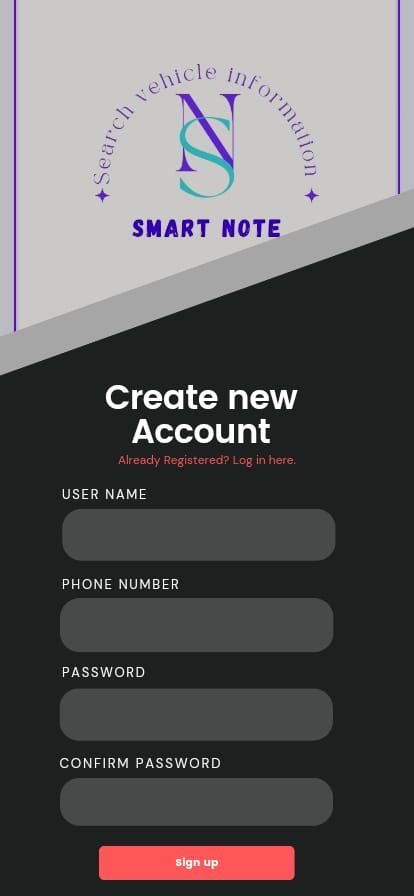 Search vehicle information
NS
SMART NOTE
Create new
Account
Already Registered? Log in here.
USER NAME
PHONE NUMBER
PASSWORD
CONFIRM PASSWORD
Sign up